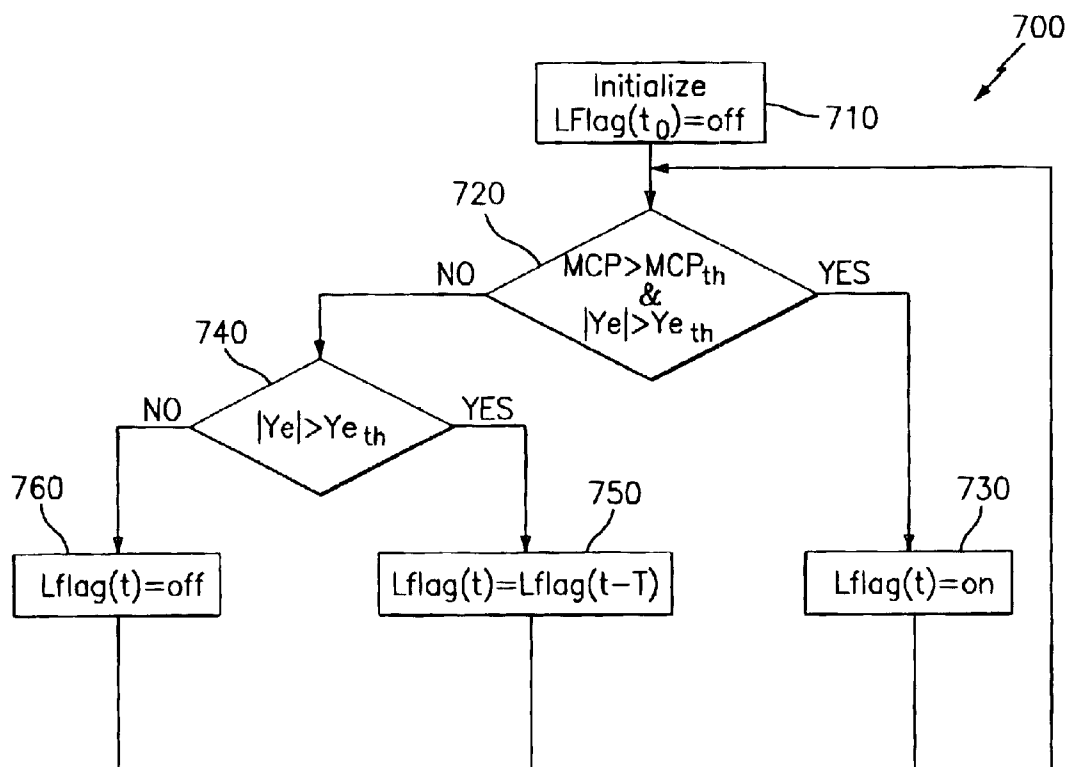 700
Initialize
LFlag(t₀)=off
710
720
MCP>MCPth
&
|Ye|>Yeth
NO
YES
740
|Ye|>Yeth
NO
YES
760
Lflag(t)=off
750
Lflag(t)=Lflag(t-T)
730
Lflag(t)=on